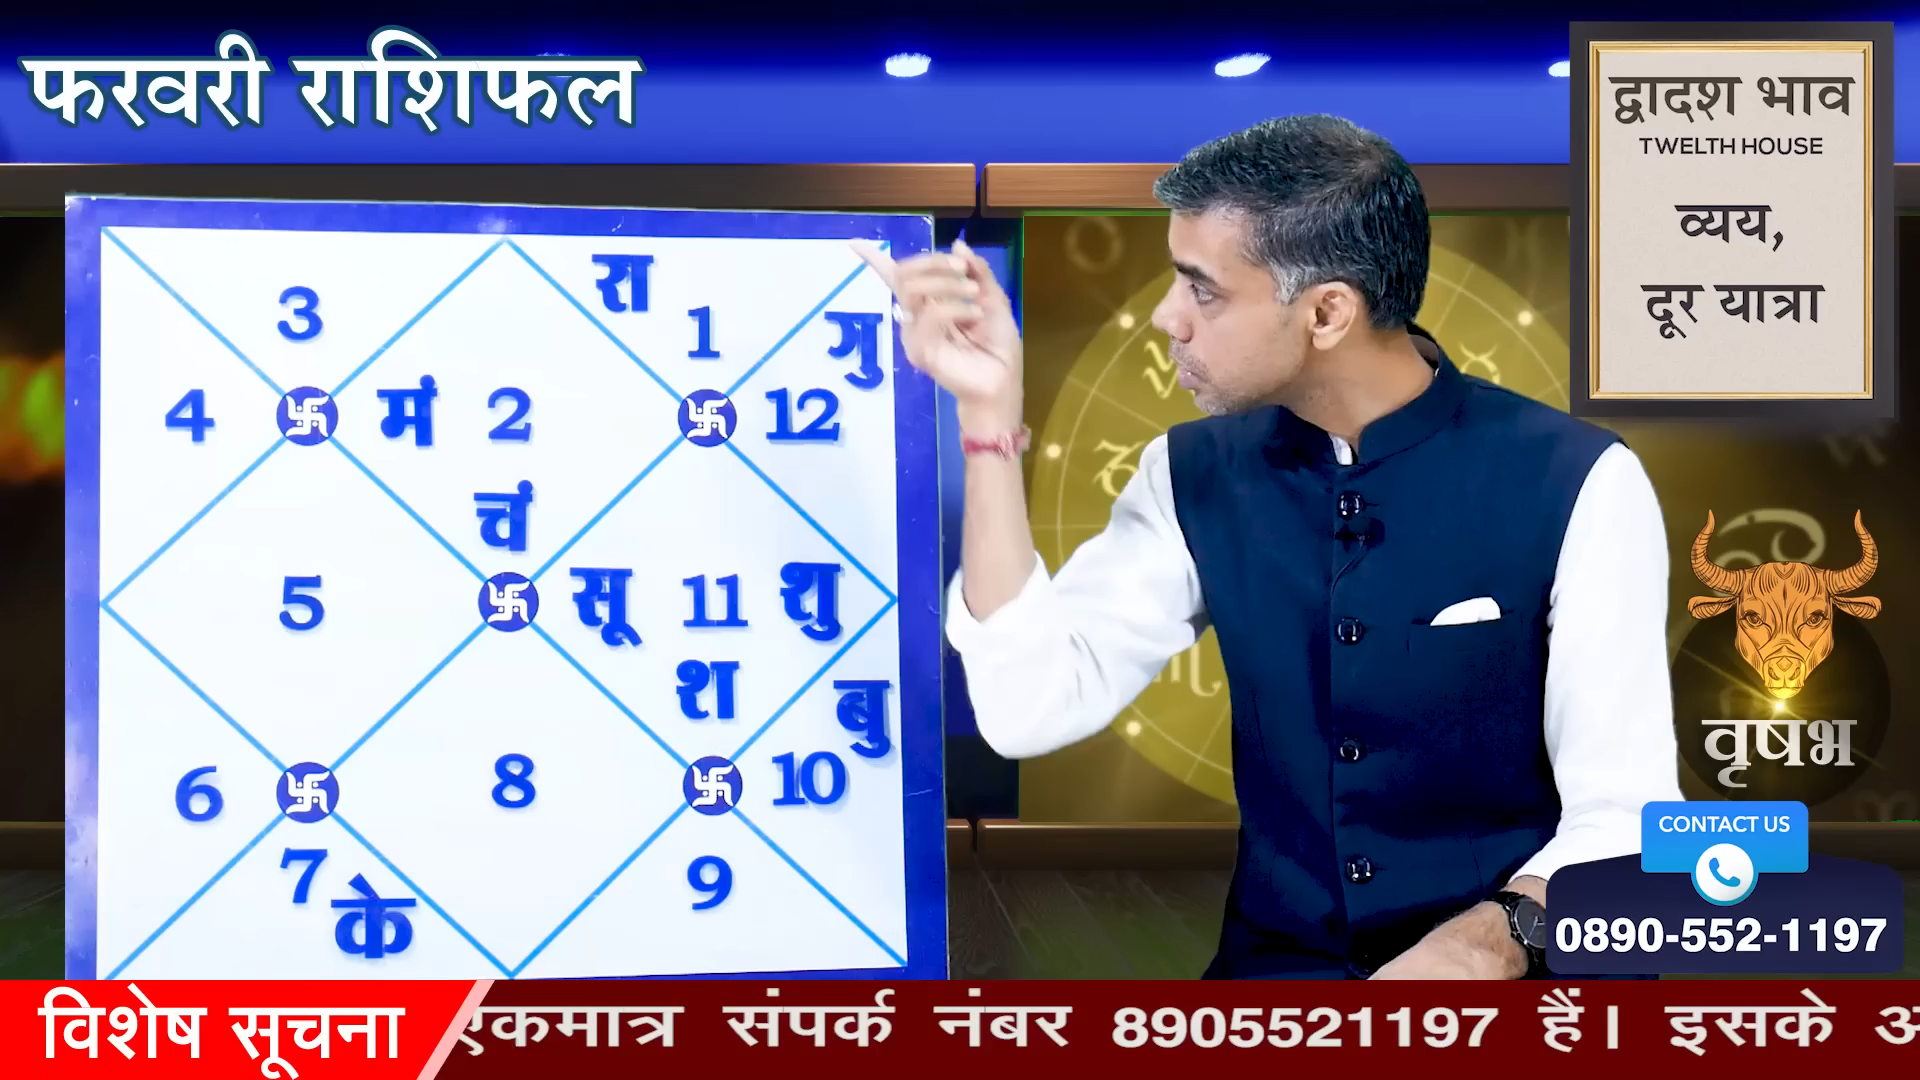 फरवरी राशिफल
द्वादश भाव
TWELTH HOUSE
व्यय,
दूर यात्रा
रा
3
1
गु
4
मं 2
12
चं
5
सू 11 शु
श
बु
6
8
10
7
9
के
वृषभ
CONTACT US
0890-552-1197
विशेष सूचना
एकमात्र संपर्क नंबर 8905521197 हैं। इसके